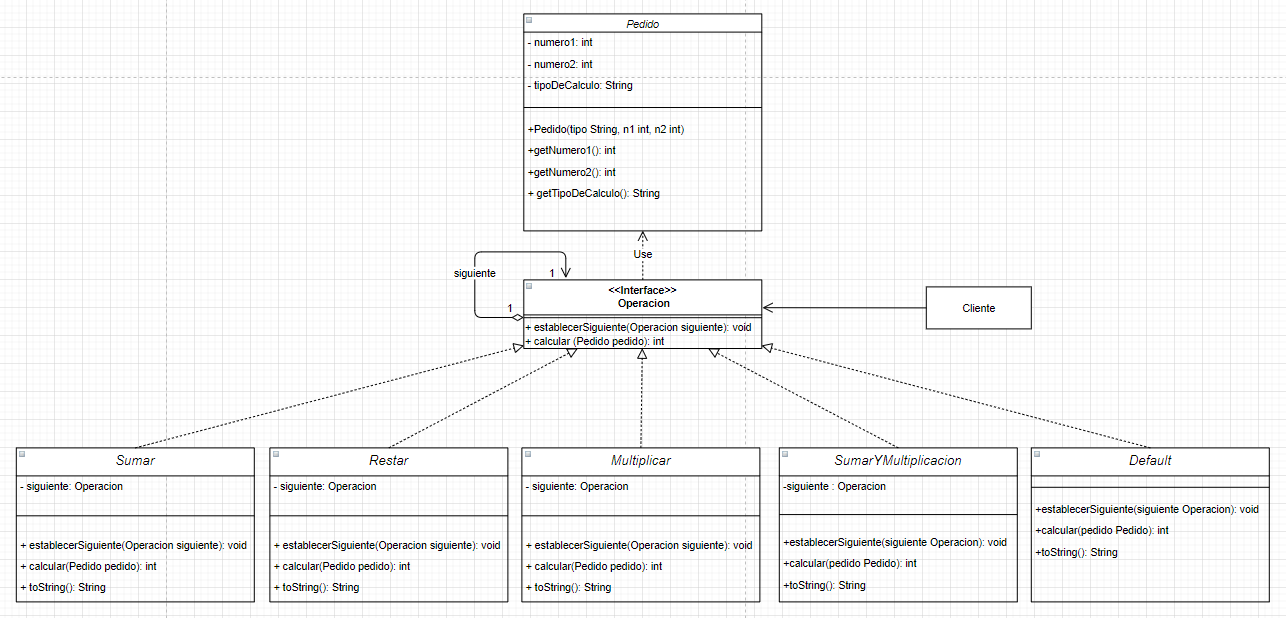 Pedido
- numero1: int
- numero2: int
- tipoDeCalculo: String
+Pedido(tipo String, n1 int, n2 int)
+getNumero1(): int
+getNumero2(): int
+ getTipoDeCalculo(): String
Use
siguiente
1
1
<<Interface>>
Operacion
+ establecerSiguiente(Operacion siguiente): void
+ calcular (Pedido pedido): int
Cliente
Sumar
- siguiente: Operacion
+ establecerSiguiente(Operacion siguiente): void
+ calcular(Pedido pedido): int
+ toString(): String
Restar
- siguiente: Operacion
+ establecerSiguiente(Operacion siguiente): void
+ calcular(Pedido pedido): int
+ toString(): String
Multiplicar
- siguiente: Operacion
+ establecerSiguiente(Operacion siguiente): void
+ calcular(Pedido pedido): int
+ toString(): String
SumarYMultiplicacion
-siguiente : Operacion
+establecerSiguiente(siguiente Operacion): void
+calcular(pedido Pedido): int
+toString(): String
Default
+establecerSiguiente(siguiente Operacion): void
+calcular(pedido Pedido): int
+toString(): String